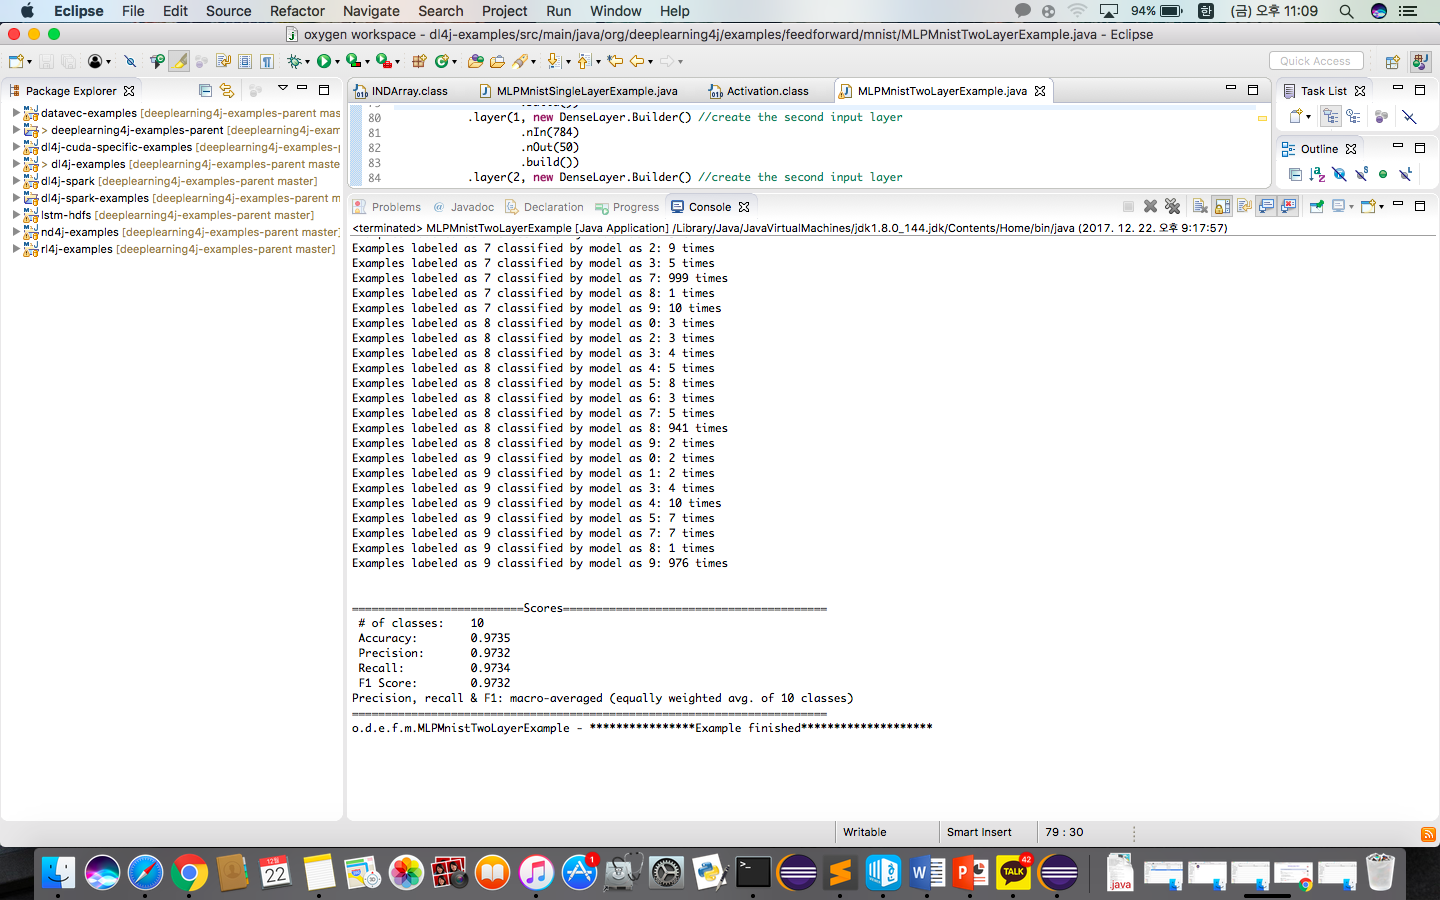 Eclipse File Edit Source Refactor Navigate Search Project Run Window Help 94% 한 (금) 오후 11:09
oxygen workspace - dl4j-examples/src/main/java/org/deeplearning4j/examples/feedforward/mnist/MLPMnistTwoLayerExample.java - Eclipse
Quick Access
Package Explorer
datavec-examples [deeplearning4j-examples-parent mas
> deeplearning4j-examples-parent [deeplearning4j-exam
dl4j-cuda-specific-examples [deeplearning4j-examples-p
> dl4j-examples [deeplearning4j-examples-parent maste
dl4j-spark [deeplearning4j-examples-parent master]
dl4j-spark-examples [deeplearning4j-examples-parent m
lstm-hdfs [deeplearning4j-examples-parent master]
nd4j-examples [deeplearning4j-examples-parent master]
rl4j-examples [deeplearning4j-examples-parent master]
INDArray.class MLPMnistSingleLayerExample.java Activation.class MLPMnistTwoLayerExample.java
79 .build())
80 .layer(1, new DenseLayer.Builder() //create the second input layer
81 .nIn(784)
82 .nOut(50)
83 .build())
84 .layer(2, new DenseLayer.Builder() //create the second input layer
Task List
Outline
Problems Javadoc Declaration Progress Console
<terminated> MLPMnistTwoLayerExample [Java Application] /Library/Java/JavaVirtualMachines/jdk1.8.0_144.jdk/Contents/Home/bin/java (2017. 12. 22. 오후 9:17:57)
Examples labeled as 7 classified by model as 2: 9 times
Examples labeled as 7 classified by model as 3: 5 times
Examples labeled as 7 classified by model as 7: 999 times
Examples labeled as 7 classified by model as 8: 1 times
Examples labeled as 7 classified by model as 9: 10 times
Examples labeled as 8 classified by model as 0: 3 times
Examples labeled as 8 classified by model as 2: 3 times
Examples labeled as 8 classified by model as 3: 4 times
Examples labeled as 8 classified by model as 4: 5 times
Examples labeled as 8 classified by model as 5: 8 times
Examples labeled as 8 classified by model as 6: 3 times
Examples labeled as 8 classified by model as 7: 5 times
Examples labeled as 8 classified by model as 8: 941 times
Examples labeled as 8 classified by model as 9: 2 times
Examples labeled as 9 classified by model as 0: 2 times
Examples labeled as 9 classified by model as 1: 2 times
Examples labeled as 9 classified by model as 3: 4 times
Examples labeled as 9 classified by model as 4: 10 times
Examples labeled as 9 classified by model as 5: 7 times
Examples labeled as 9 classified by model as 7: 7 times
Examples labeled as 9 classified by model as 8: 1 times
Examples labeled as 9 classified by model as 9: 976 times
==========================Scores========================================
# of classes: 10
Accuracy: 0.9735
Precision: 0.9732
Recall: 0.9734
F1 Score: 0.9732
Precision, recall & F1: macro-averaged (equally weighted avg. of 10 classes)
========================================================================
o.d.e.f.m.MLPMnistTwoLayerExample - ****************Example finished********************
Writable Smart Insert 79 : 30
12월
22
1
W
P
TALK
42
.java